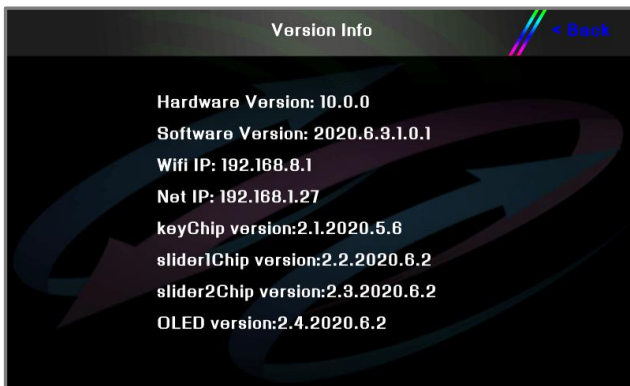 Version Info
< Back
Hardware Version: 10.0.0
Software Version: 2020.6.3.1.0.1
Wifi IP: 192.168.8.1
Net IP: 192.168.1.27
keyChip version:2.1.2020.5.6
slider1Chip version:2.2.2020.6.2
slider2Chip version:2.3.2020.6.2
OLED version:2.4.2020.6.2